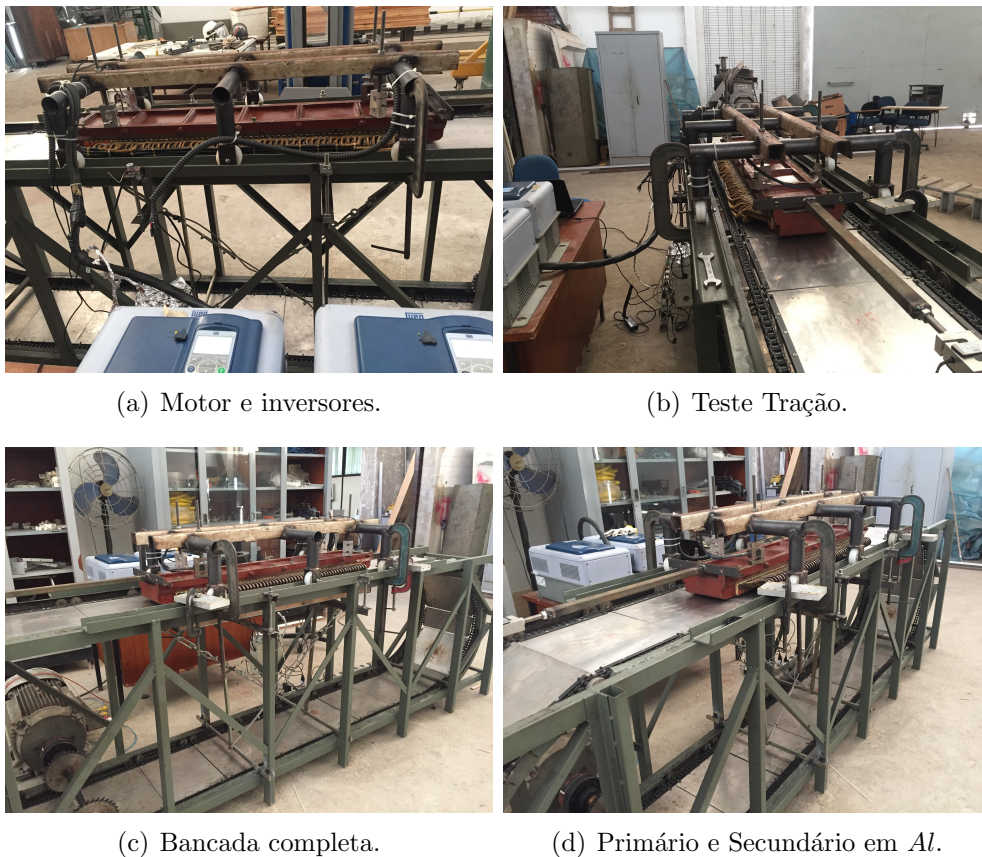 (a) Motor e inversores.
(b) Teste Tração.
(c) Bancada completa.
(d) Primário e Secundário em Al.